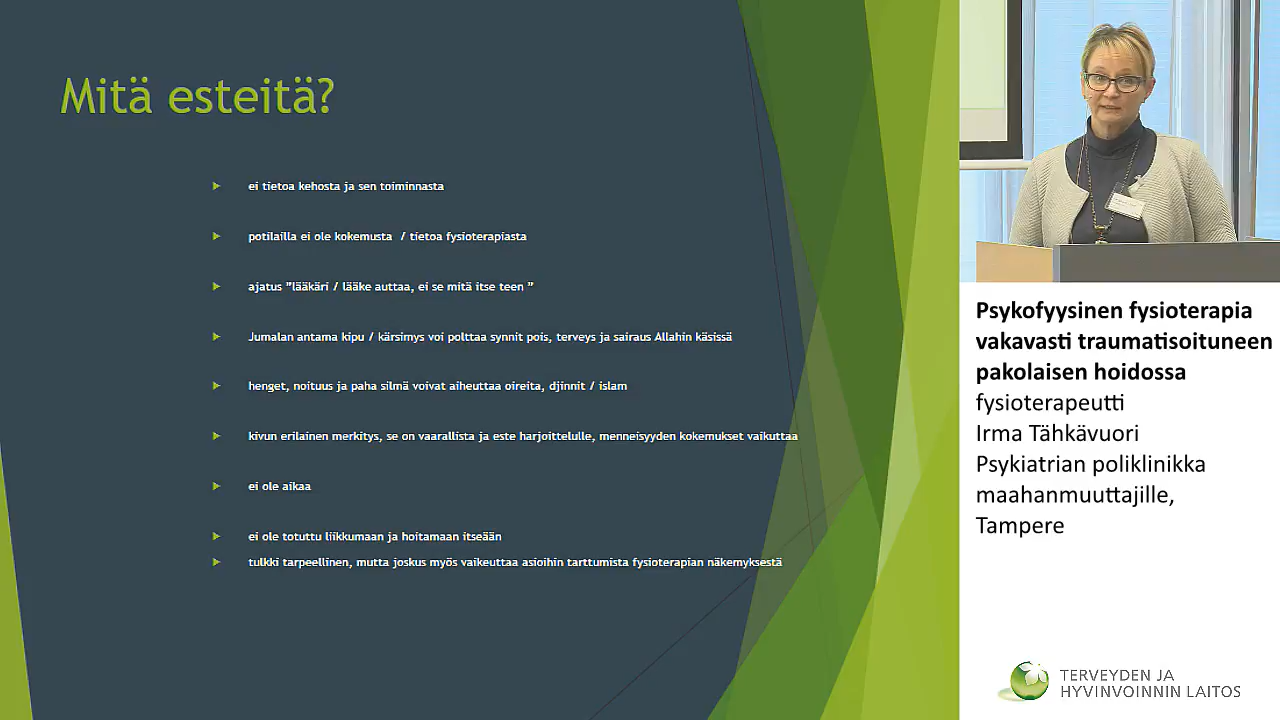 Mitä esteitä?
ei tietoa kehosta ja sen toiminnasta
potilailla ei ole kokemusta / tietoa fysioterapiasta
ajatus ”lääkäri / lääke auttaa, ei se mitä itse teen ”
Jumalan antama kipu / kärsimys voi polttaa synnit pois, terveys ja sairaus Allahin käsissä
henget, noituus ja paha silmä voivat aiheuttaa oireita, djinnit / islam
kivun erilainen merkitys, se on vaarallista ja este harjoittelulle, menneisyyden kokemukset vaikuttaa
ei ole aikaa
ei ole totuttu liikkumaan ja hoitamaan itseään
tulkki tarpeellinen, mutta joskus myös vaikeuttaa asioihin tarttumista fysioterapian näkemyksestä
Psykofyysinen fysioterapia
vakavasti traumatisoituneen
pakolaisen hoidossa
fysioterapeutti
Irma Tähkävuori
Psykiatrian poliklinikka
maahanmuuttajille,
Tampere
TERVEYDEN JA
HYVINVOINNIN LAITOS